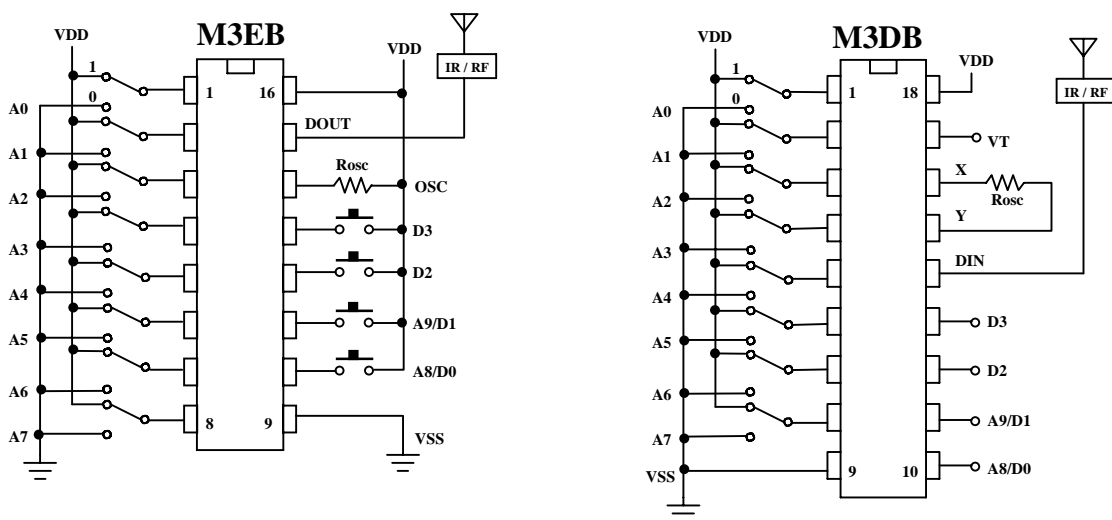 M3EB
VDD
VDD
IR / RF
1
0
1
16
DOUT
A0
A1
Rosc
OSC
A2
D3
A3
D2
A4
A9/D1
A5
A8/D0
A6
8
9
A7
VSS
M3DB
VDD
VDD
IR / RF
1
0
1
18
A0
VT
A1
X
Rosc
A2
Y
A3
DIN
A4
D3
A5
D2
A6
A9/D1
A7
VSS
9
10
A8/D0